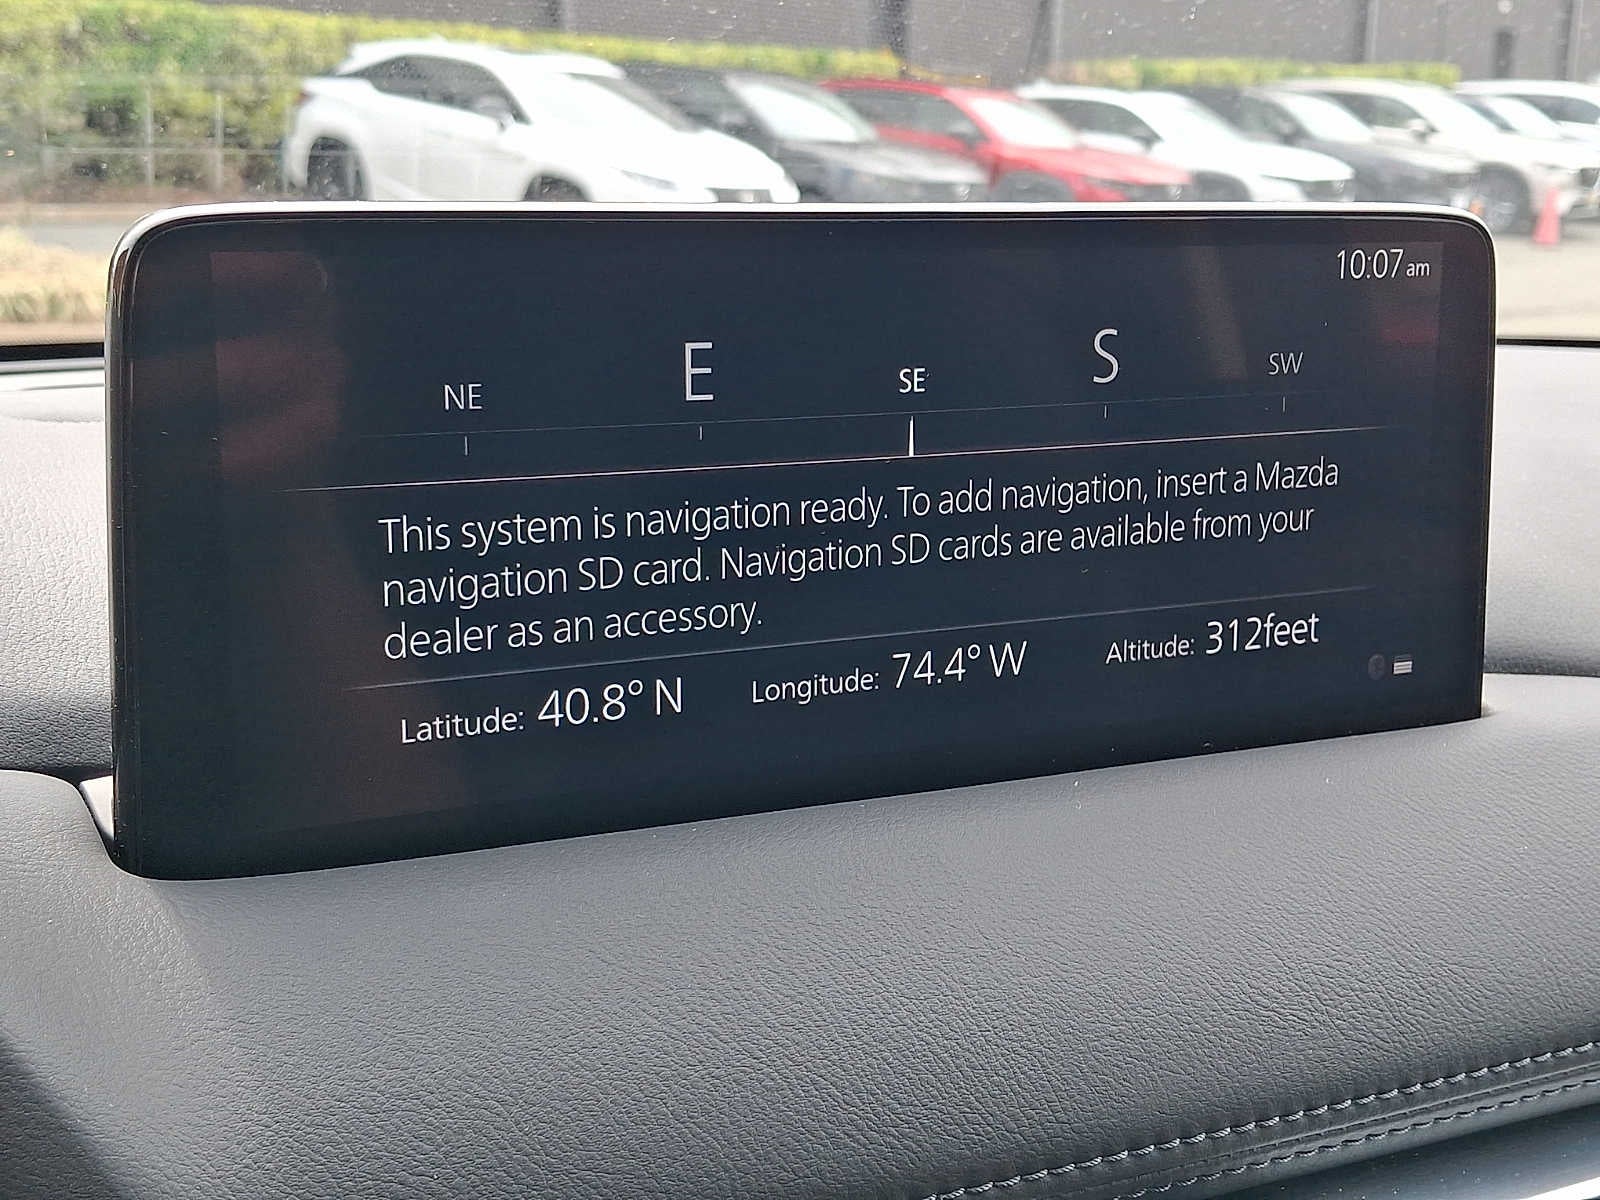 10:07 am
NE E SE S SW
This system is navigation ready. To add navigation, insert a Mazda
navigation SD card. Navigation SD cards are available from your
dealer as an accessory.
Latitude: 40.8° N Longitude: 74.4° W Altitude: 312feet